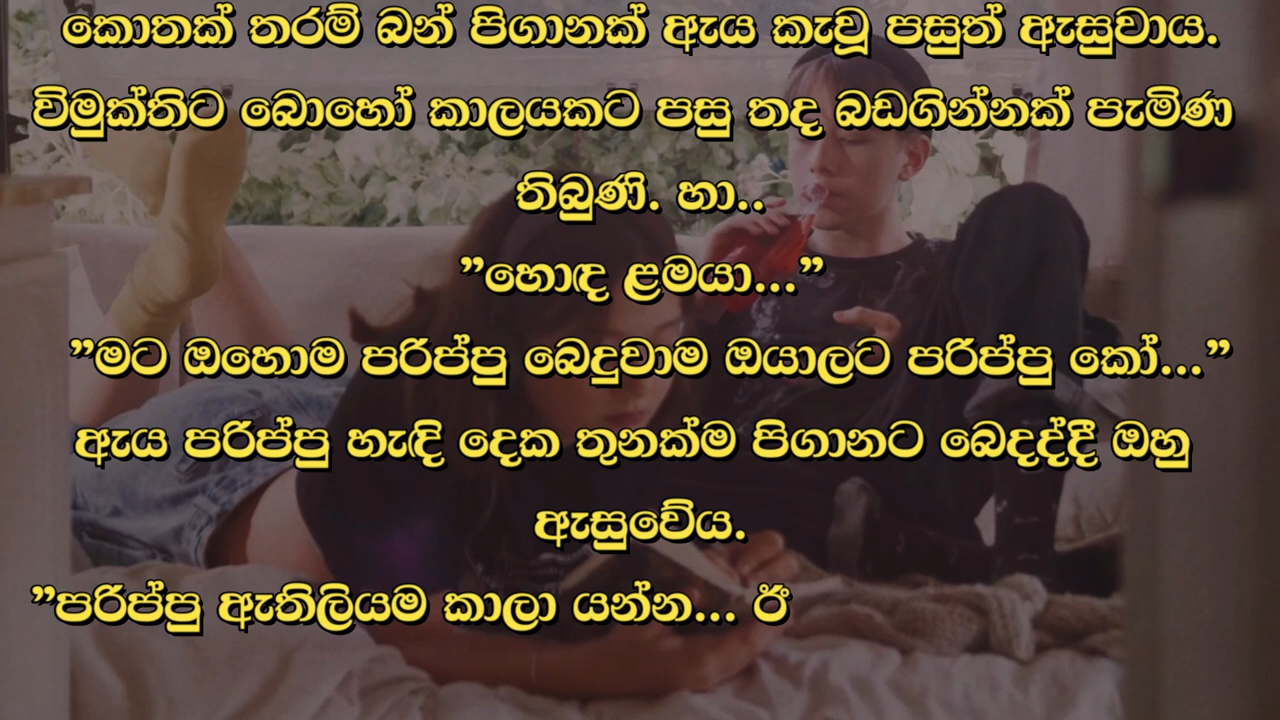 කොතක් තරම් බන් පිගානක් ඇය කැවූ පසුත් ඇසුවාය.
විමුක්තිට බොහෝ කාලයකට පසු තද බඩගින්නක් පැමිණ
තිබුණි. හා..
”හොඳ ළමයා...”
”මට ඔහොම පරිප්පු බෙදුවාම ඔයාලට පරිප්පු කෝ...”
ඇය පරිප්පු හැඳි දෙක තුනක්ම පිගානට බෙදද්දී ඔහු
ඇසුවේය.
”පරිප්පු ඇතිලියම කාලා යන්න... ඊ